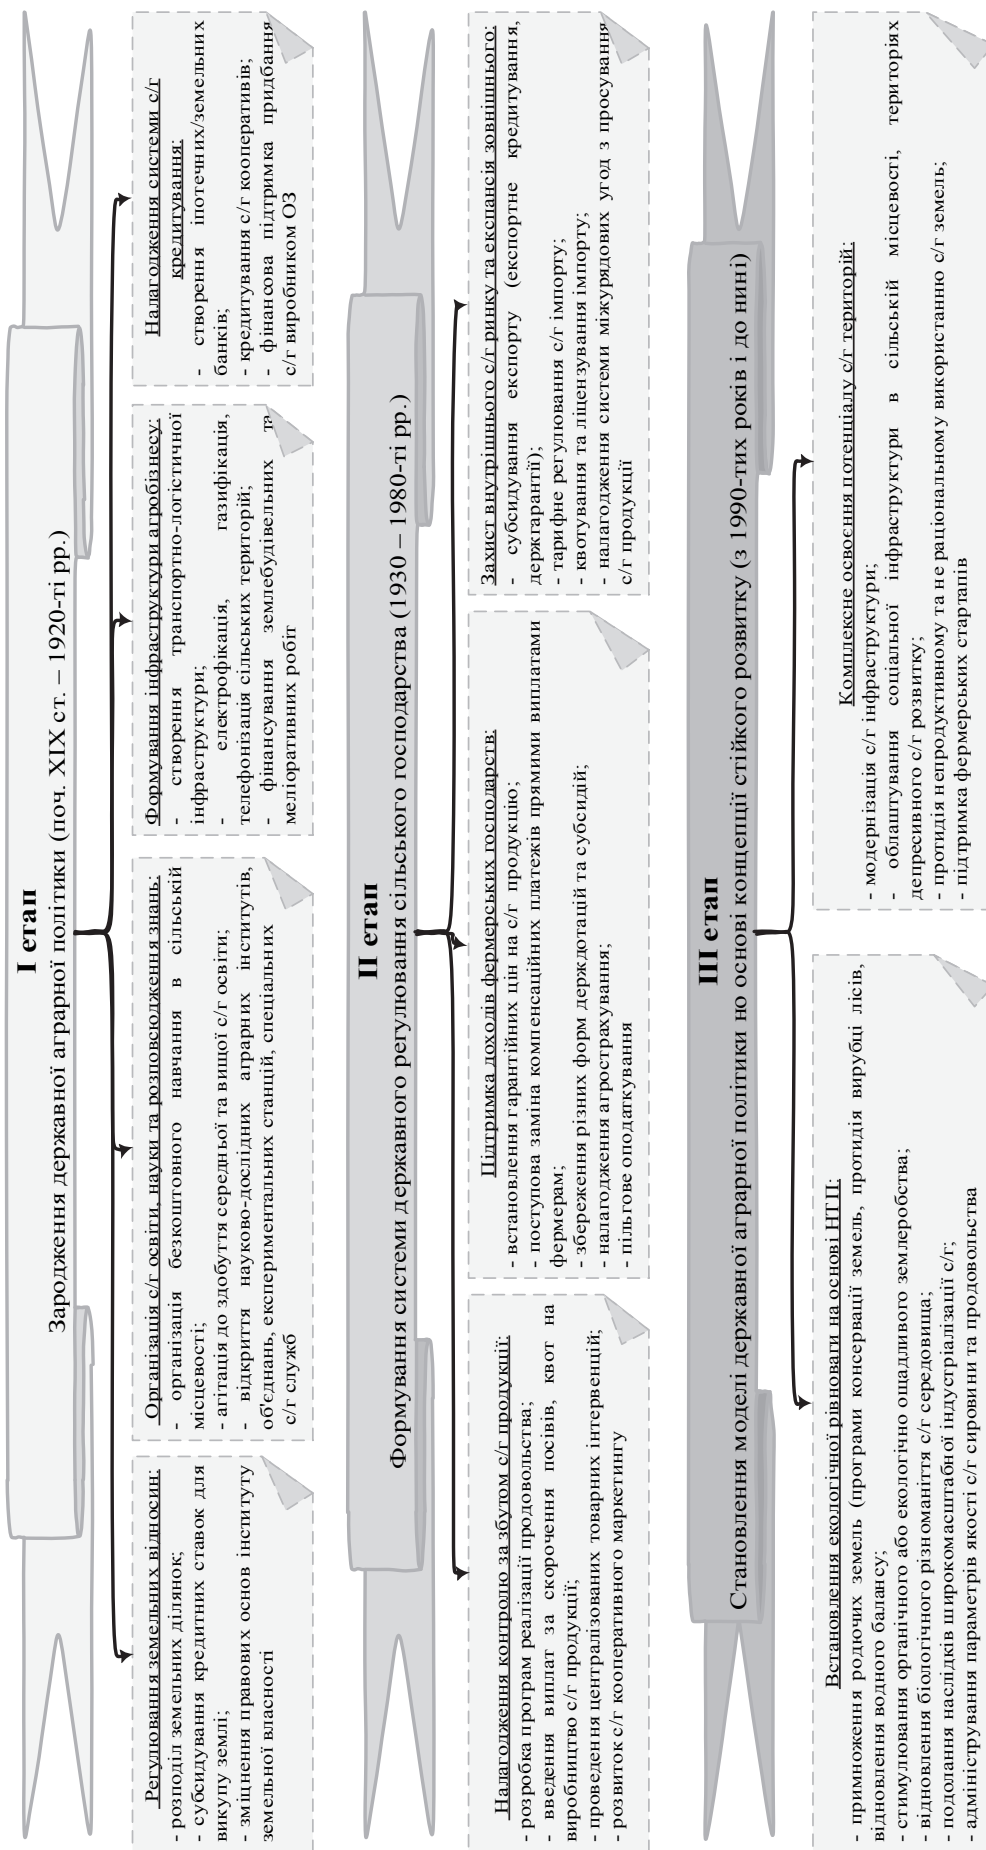 I етап
Зародження державної аграрної політики (поч. XIX ст. – 1920-ті рр.)
Регулювання земельних відносин:
- розподіл земельних ділянок;
- субсидування кредитних ставок для
викупу землі;
- зміцнення правових основ інституту
земельної власності
Організація с/г освіти, науки та розповсюдження знань:
- організація безкоштовного навчання в сільській
місцевості;
- агітація до здобуття середньої та вищої с/г освіти;
- відкриття науково-дослідних аграрних інститутів,
об'єднань, експериментальних станцій, спеціальних
с/г служб
Формування інфраструктури агробізнесу:
- створення транспортно-логістичної
інфраструктури;
- електрофікація, газифікація,
телефонізація сільських територій;
- фінансування землебудівельних та
меліоративних робіт
Налагодження системи с/г
кредитування:
- створення іпотечних/земельних
банків;
- кредитування с/г кооперативів;
- фінансова підтримка придбання
с/г виробником ОЗ
II етап
Формування системи державного регулювання сільського господарства (1930 – 1980-ті рр.)
Налагодження контролю за збутом с/г продукції:
- розробка програм реалізації продовольства;
- введення виплат за скорочення посівів, квот на
виробництво с/г продукції;
- проведення централізованих товарних інтервенцій;
- розвиток с/г кооперативного маркетингу
Підтримка доходів фермерських господарств:
- встановлення гарантійних цін на с/г продукцію;
- поступова заміна компенсаційних платежів прямими виплатами
фермерам;
- збереження різних форм держдотацій та субсидій;
- налагодження агрострахування;
- пільгове оподаткування
Захист внутрішнього с/г ринку та експансія зовнішнього:
- субсидування експорту (експортне кредитування,
держгарантії);
- тарифне регулювання с/г імпорту;
- квотування та ліцензування імпорту;
- налагодження системи міжурядових угод з просування
с/г продукції
III етап
Становлення моделі державної аграрної політики но основі концепції стійкого розвитку (з 1990-тих років і до нині)
Встановлення екологічної рівноваги на основі НТП:
- примноження родючих земель (програми консервації земель, протидія вирубці лісів,
відновлення водного балансу;
- стимулювання органічного або екологічно ощадливого землеробства;
- відновлення біологічного різноманіття с/г середовища;
- подолання наслідків широкомасштабної індустріалізації с/г;
- адміністрування параметрів якості с/г сировини та продовольства
Комплексне освоєння потенціалу с/г територій:
- модернізація с/г інфраструктури;
- облаштування соціальної інфраструктури в сільській місцевості, територіях
депресивного с/г розвитку;
- протидія непродуктивному та не раціональному використанню с/г земель;
- підтримка фермерських стартапів